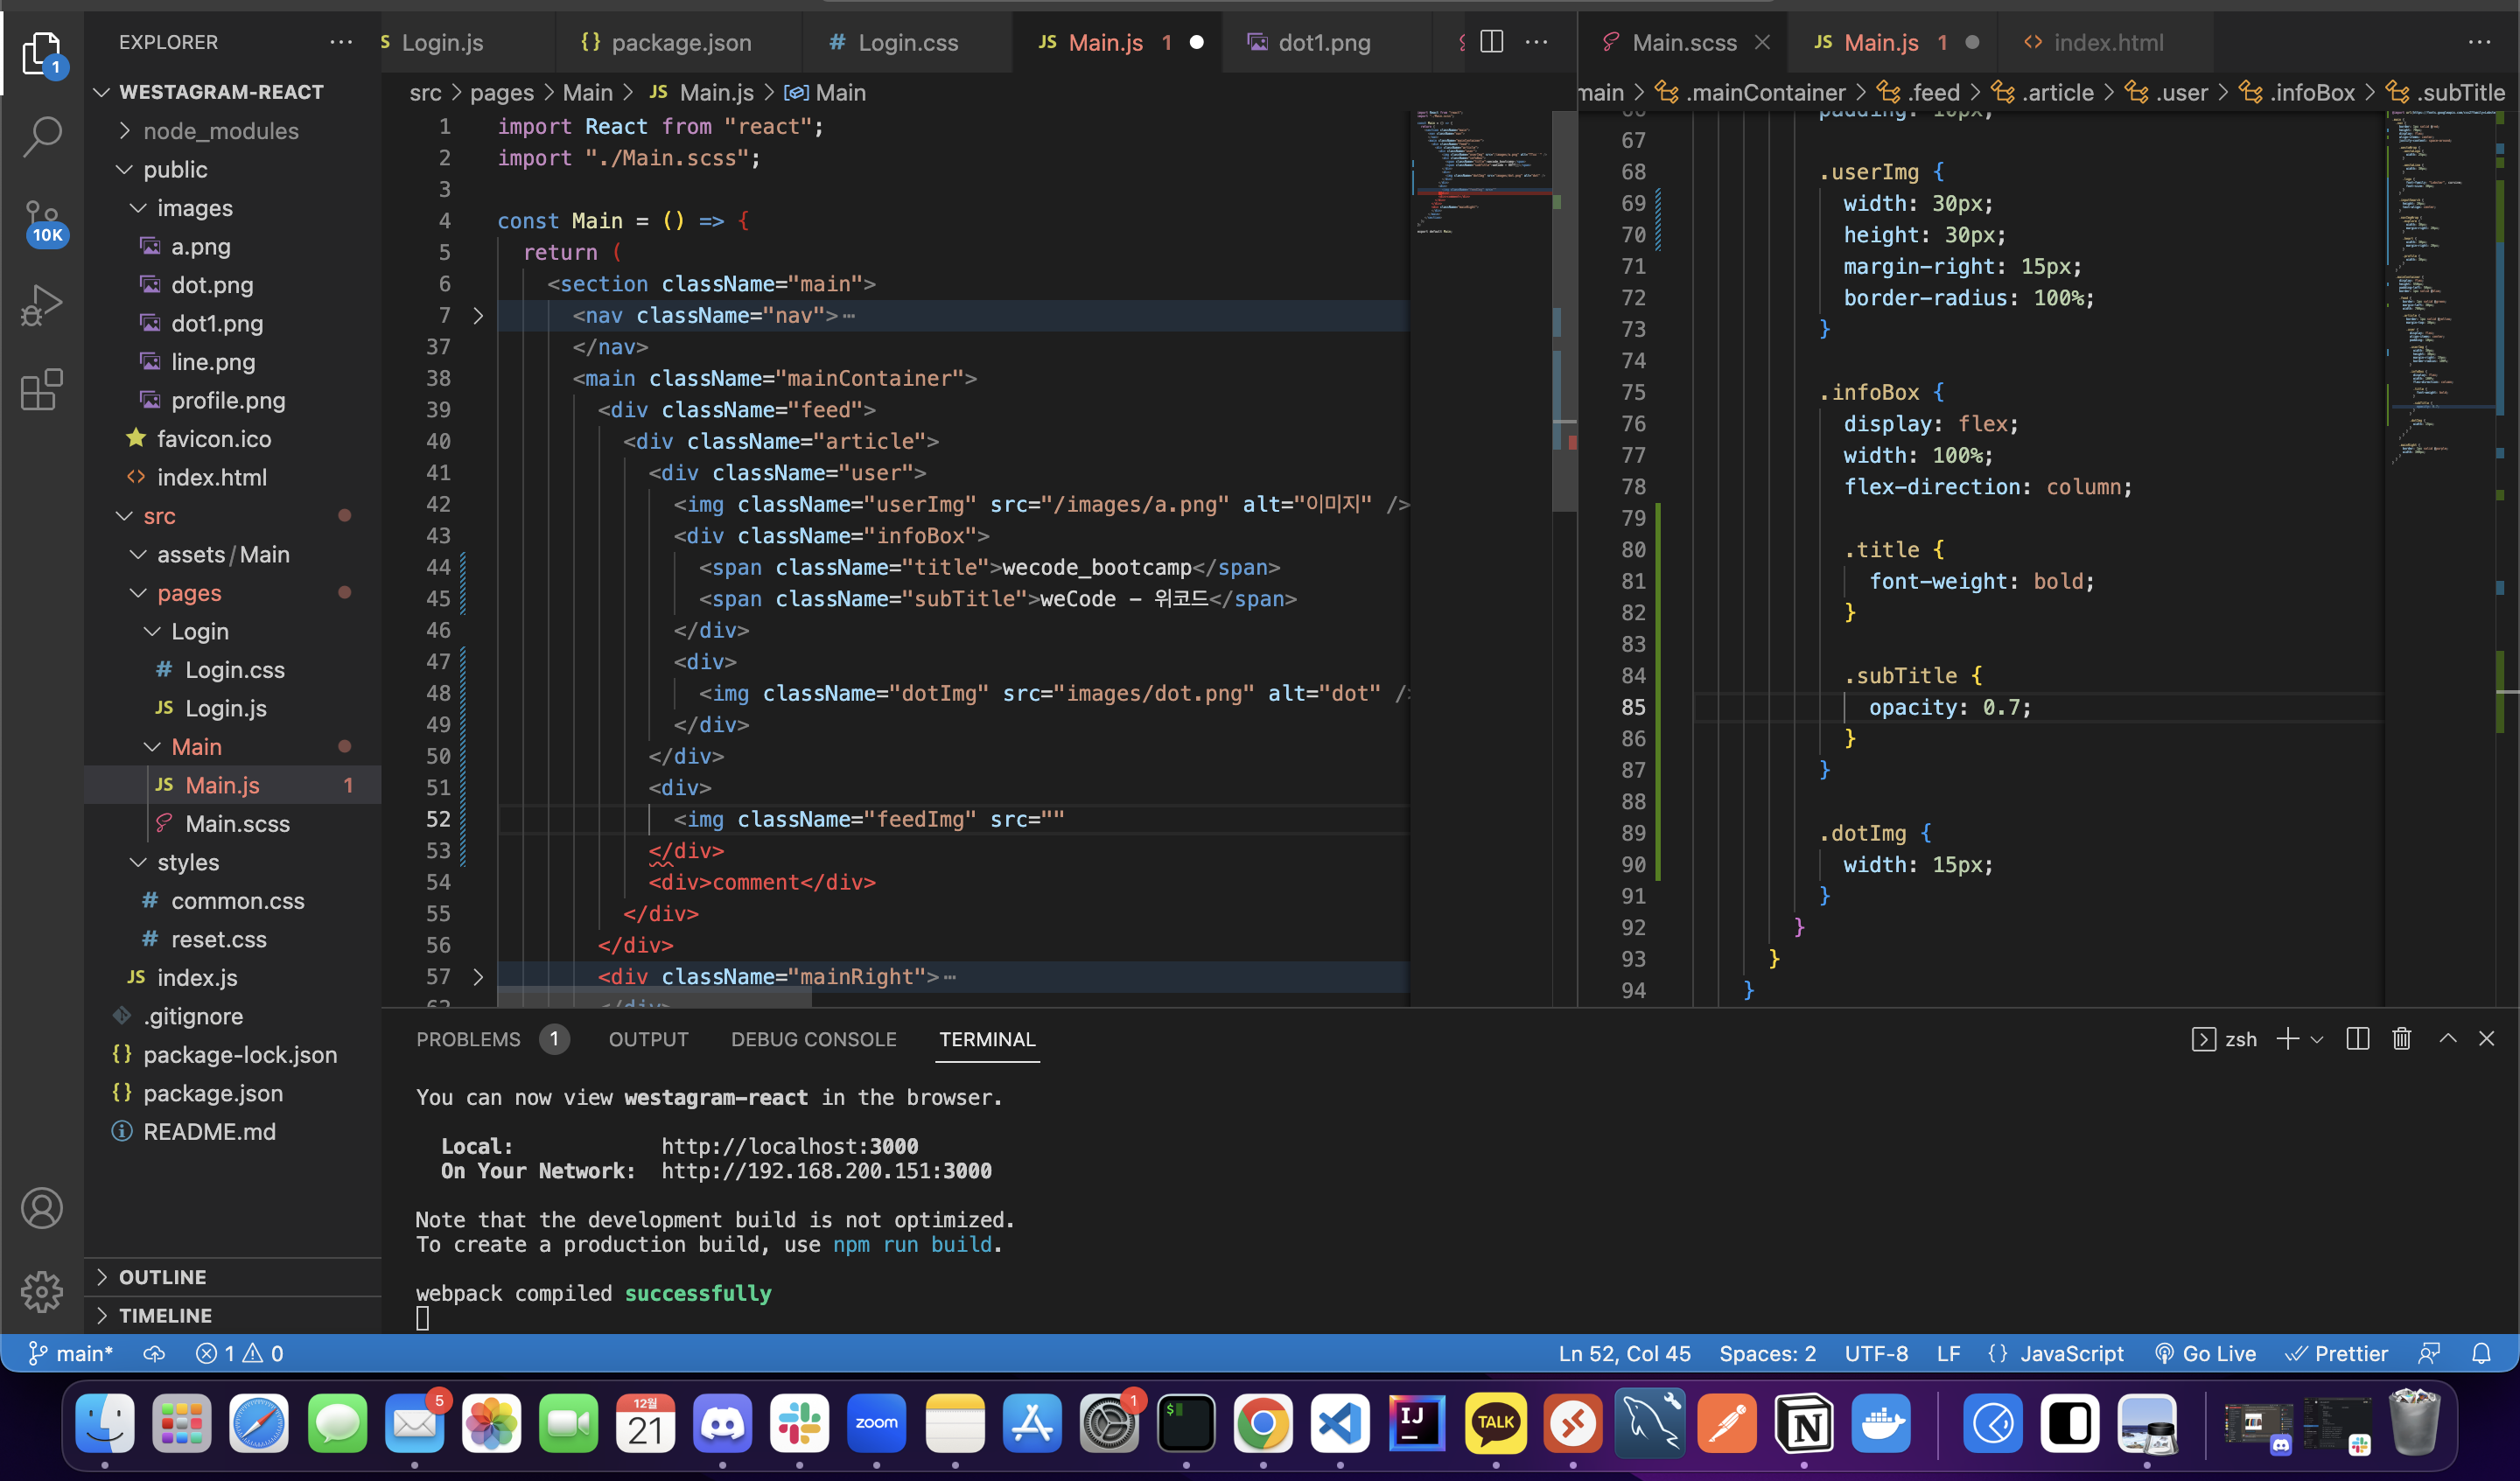 EXPLORER
1
WESTAGRAM-REACT
node_modules
public
images
a.png
dot.png
10K
dot1.png
line.png
profile.png
favicon.ico
index.html
src
assets/Main
pages
Login
Login.css
Login.js
Main
Main.js 1
Main.scss
styles
common.css
reset.css
index.js
.gitignore
package-lock.json
package.json
README.md
OUTLINE
TIMELINE
Login.js
package.json
Login.css
Main.js 1
dot1.png
src > pages > Main > JS Main.js > Main
1 import React from "react";
2 import "./Main.scss";
3
4 const Main = () => {
5 return (
6 <section className="main">
7 <nav className="nav">⋯
37 </nav>
38 <main className="mainContainer">
39 <div className="feed">
40 <div className="article">
41 <div className="user">
42 <img className="userImg" src="/images/a.png" alt="이미지" />
43 <div className="infoBox">
44 <span className="title">wecode_bootcamp</span>
45 <span className="subTitle">weCode - 위코드</span>
46 </div>
47 <div>
48 <img className="dotImg" src="images/dot.png" alt="dot" />
49 </div>
50 </div>
51 <div>
52 <img className="feedImg" src=""
53 </div>
54 <div>comment</div>
55 </div>
56 </div>
57 <div className="mainRight">⋯
62 </div>
Main.scss
JS Main.js 1
index.html
main > .mainContainer > .feed > .article > .user > .infoBox > .subTitle
66 padding: 10px;
67
68 .userImg {
69 width: 30px;
70 height: 30px;
71 margin-right: 15px;
72 border-radius: 100%;
73 }
74
75 .infoBox {
76 display: flex;
77 width: 100%;
78 flex-direction: column;
79
80 .title {
81 font-weight: bold;
82 }
83
84 .subTitle {
85 opacity: 0.7;
86 }
87 }
88
89 .dotImg {
90 width: 15px;
91 }
92 }
93 }
94 }
PROBLEMS 1 OUTPUT DEBUG CONSOLE TERMINAL
zsh
You can now view westagram-react in the browser.
Local: http://localhost:3000
On Your Network: http://192.168.200.151:3000
Note that the development build is not optimized.
To create a production build, use npm run build.
webpack compiled successfully
main* 1 0
Ln 52, Col 45 Spaces: 2 UTF-8 LF {} JavaScript Go Live Prettier
5
12월
21
zoom
1
$
IJ
TALK
N